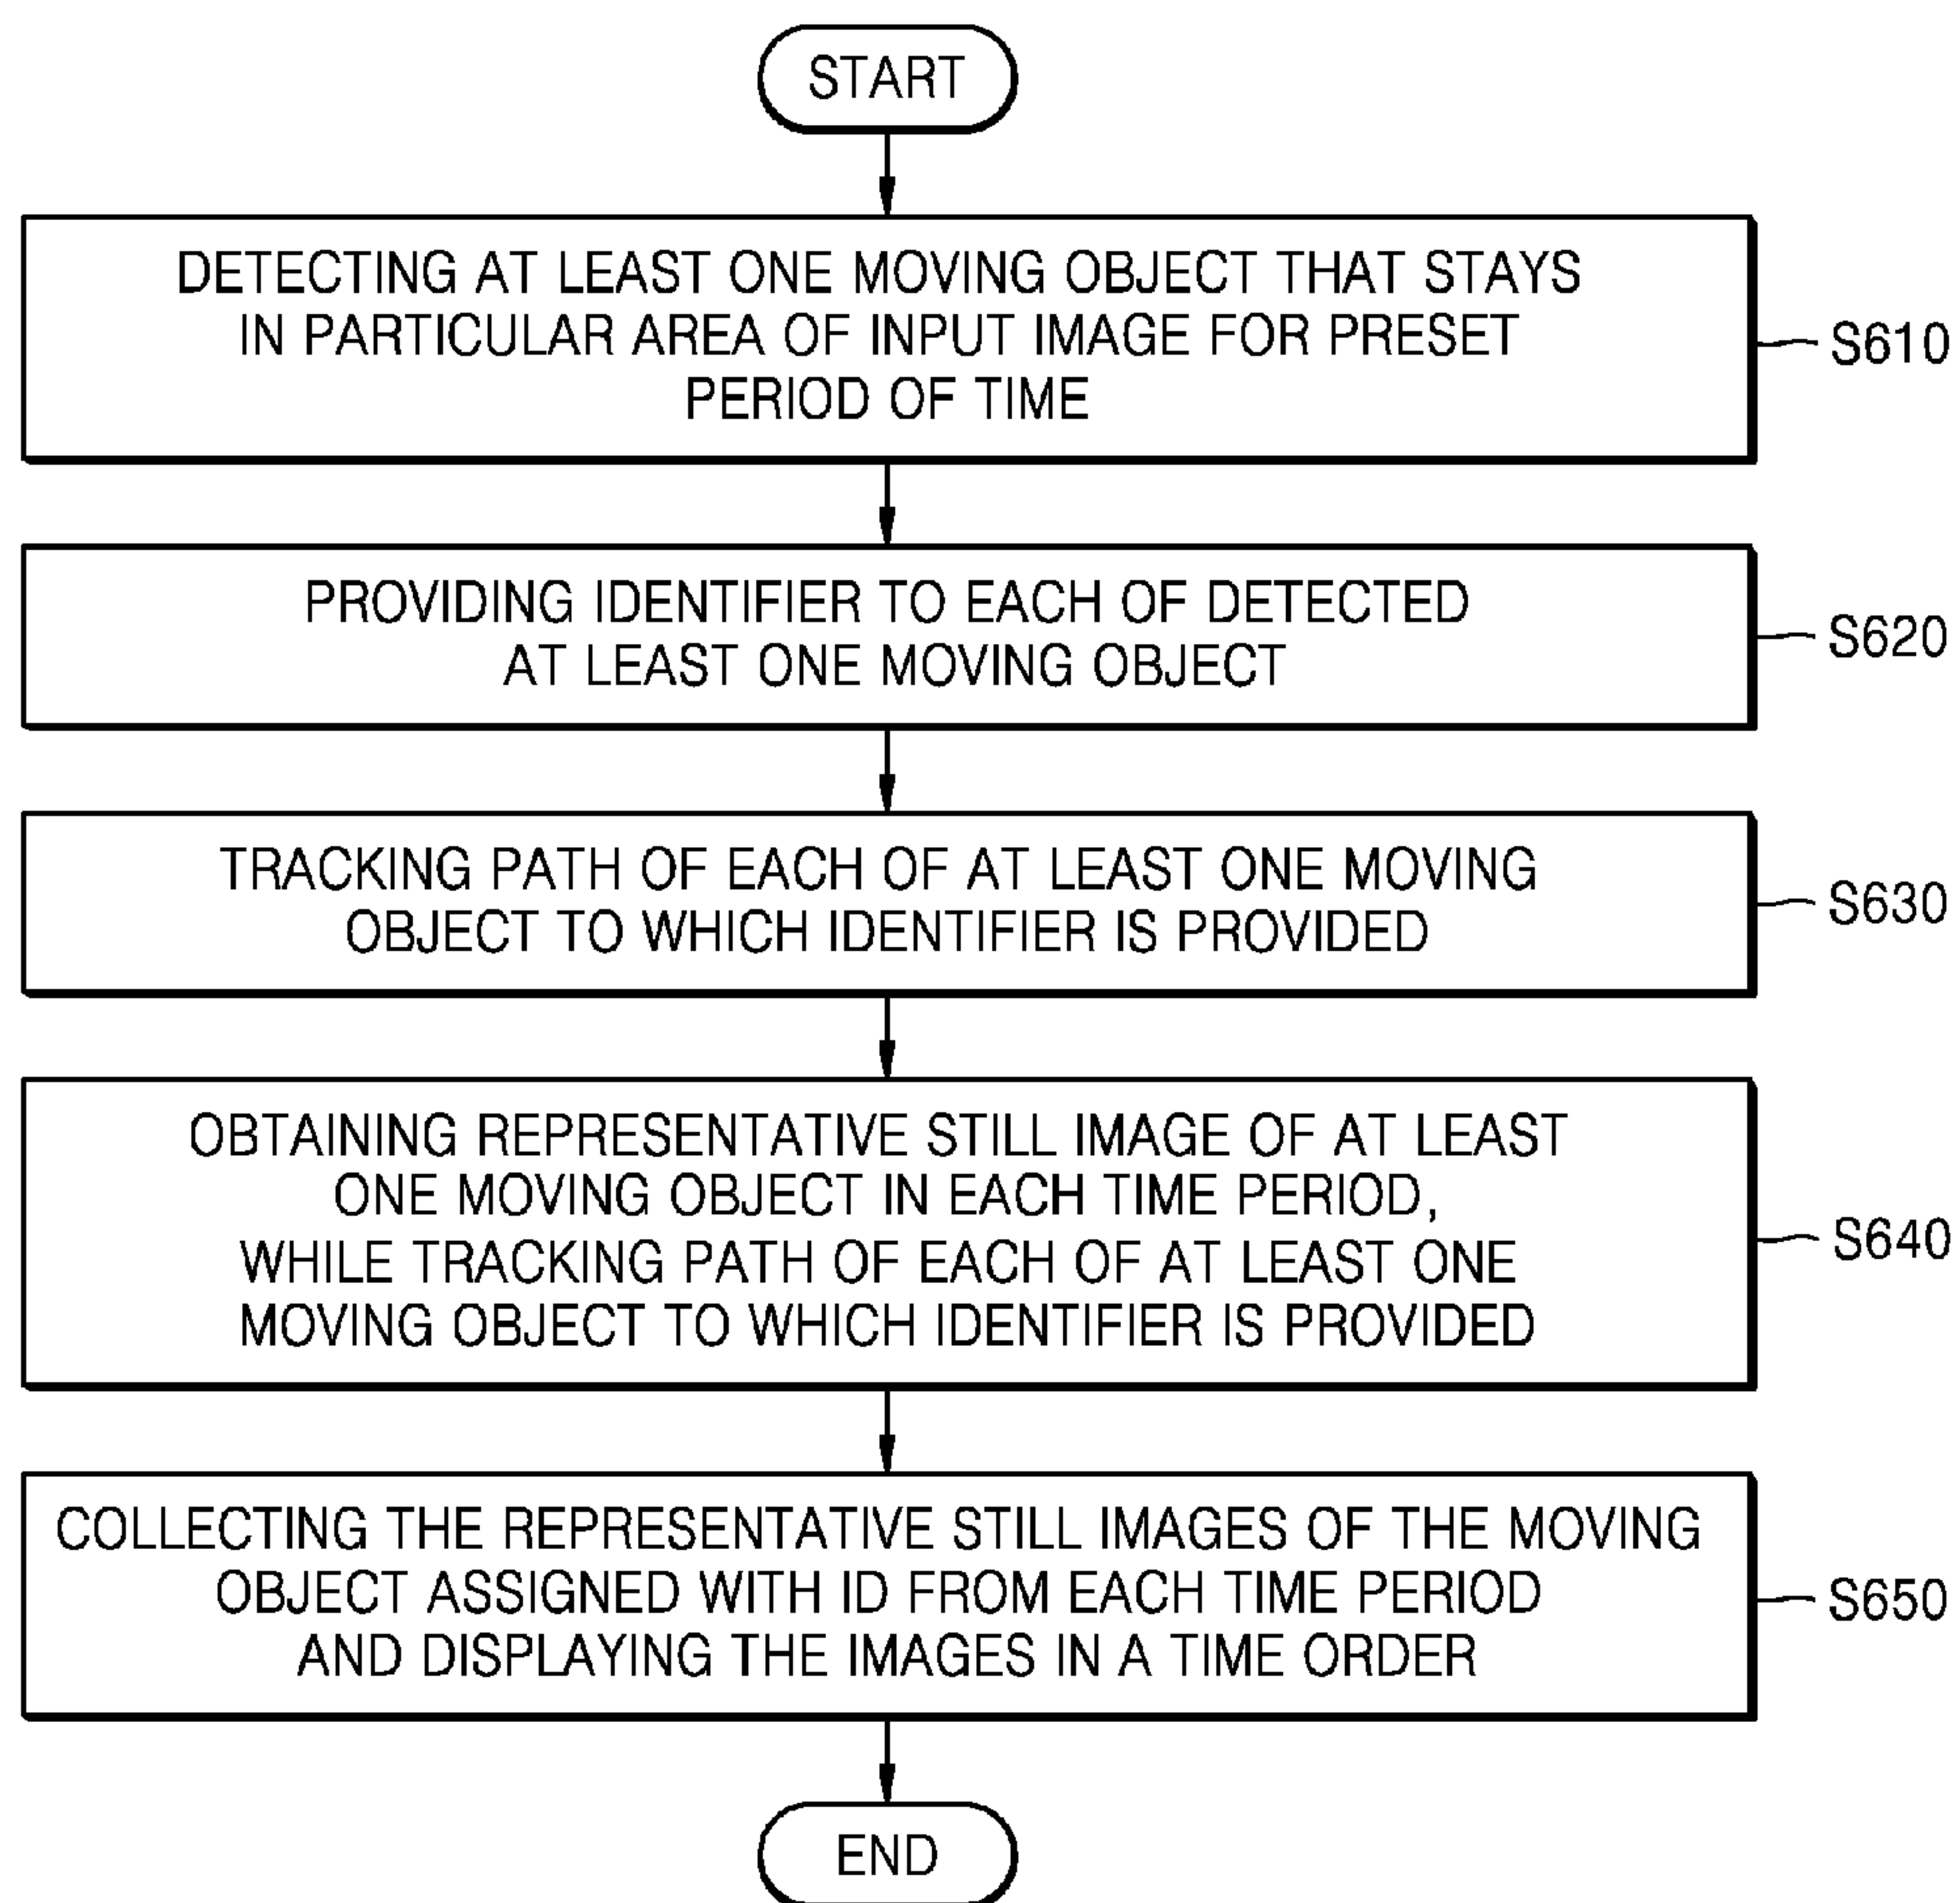 START
DETECTING AT LEAST ONE MOVING OBJECT THAT STAYS
IN PARTICULAR AREA OF INPUT IMAGE FOR PRESET
PERIOD OF TIME
S610
PROVIDING IDENTIFIER TO EACH OF DETECTED
AT LEAST ONE MOVING OBJECT
S620
TRACKING PATH OF EACH OF AT LEAST ONE MOVING
OBJECT TO WHICH IDENTIFIER IS PROVIDED
S630
OBTAINING REPRESENTATIVE STILL IMAGE OF AT LEAST
ONE MOVING OBJECT IN EACH TIME PERIOD,
WHILE TRACKING PATH OF EACH OF AT LEAST ONE
MOVING OBJECT TO WHICH IDENTIFIER IS PROVIDED
S640
COLLECTING THE REPRESENTATIVE STILL IMAGES OF THE MOVING
OBJECT ASSIGNED WITH ID FROM EACH TIME PERIOD
AND DISPLAYING THE IMAGES IN A TIME ORDER
S650
END